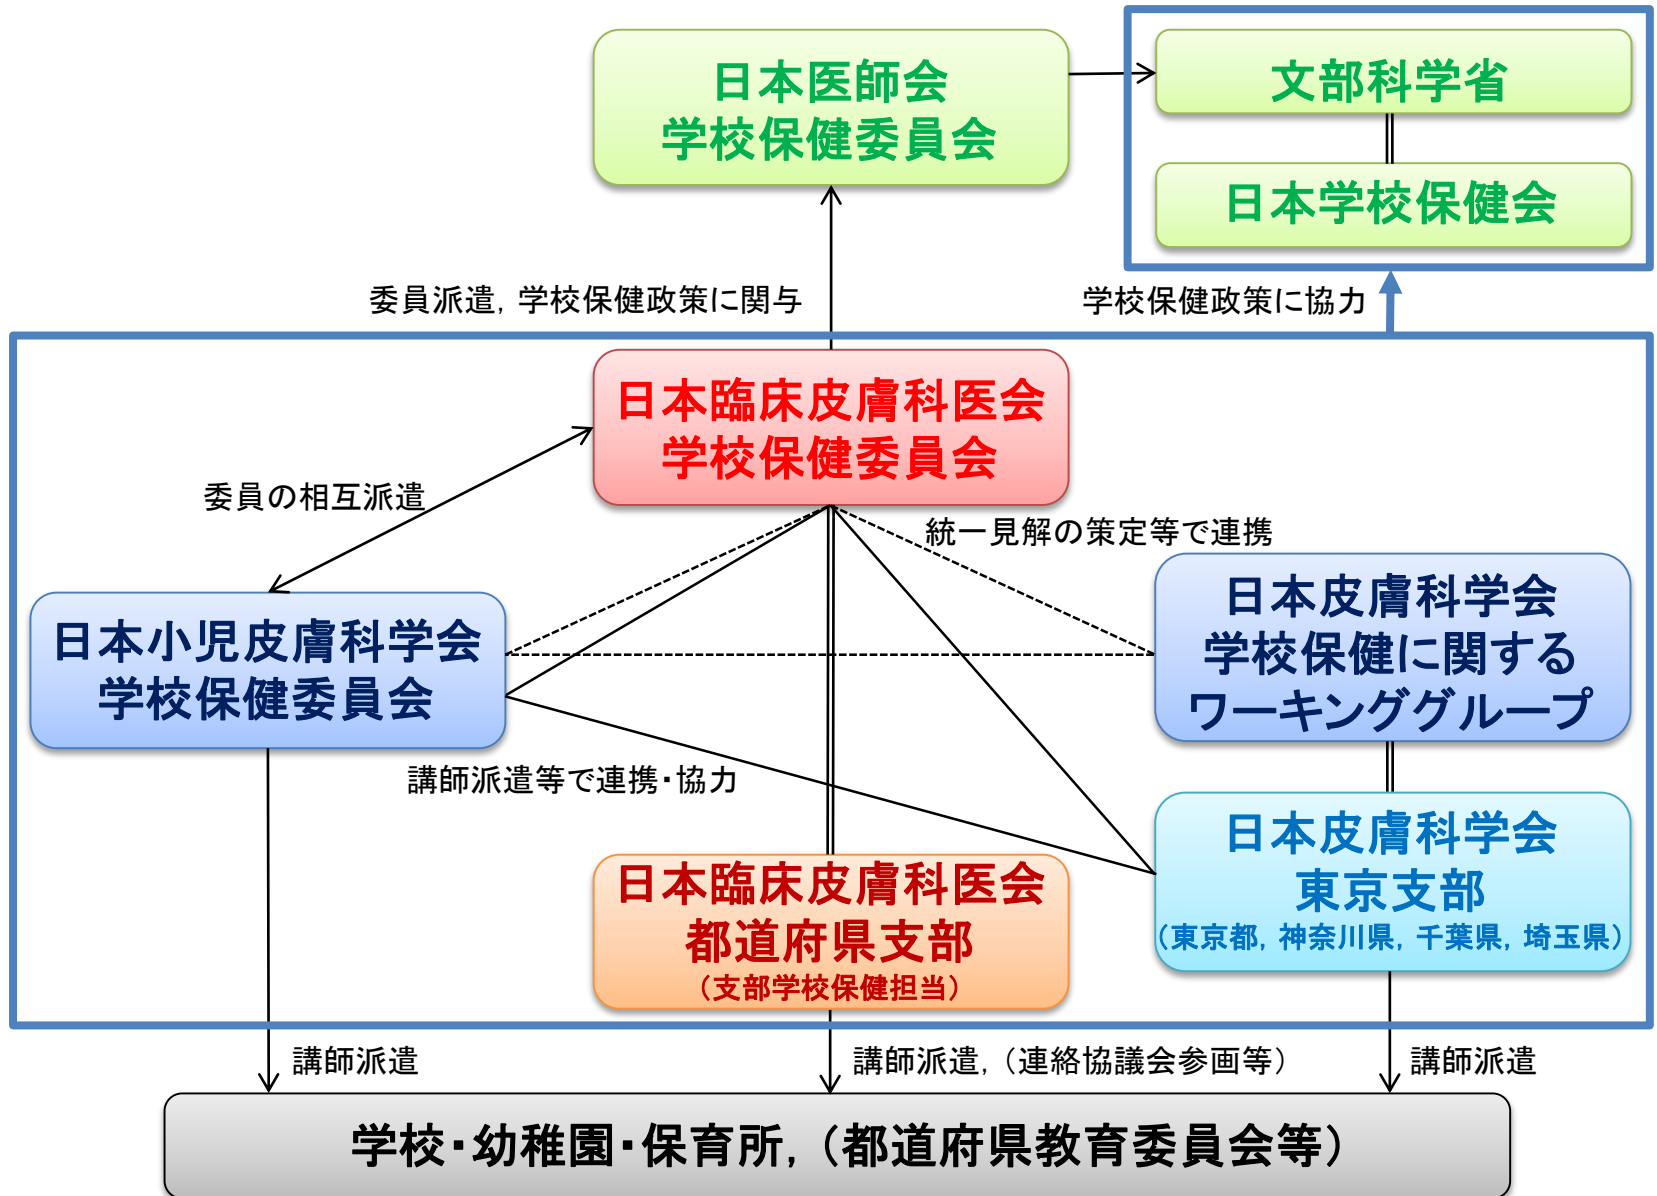 日本医師会
学校保健委員会
文部科学省
日本学校保健会
委員派遣, 学校保健政策に関与
学校保健政策に協力
日本臨床皮膚科医会
学校保健委員会
委員の相互派遣
統一見解の策定等で連携
日本小児皮膚科学会
学校保健委員会
日本皮膚科学会
学校保健に関する
ワーキンググループ
講師派遣等で連携・協力
日本臨床皮膚科医会
都道府県支部
（支部学校保健担当）
日本皮膚科学会
東京支部
（東京都, 神奈川県, 千葉県, 埼玉県）
講師派遣
講師派遣, （連絡協議会参画等）
講師派遣
学校・幼稚園・保育所, （都道府県教育委員会等）